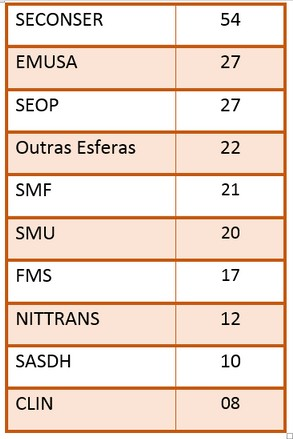 SECONSER 54
EMUSA 27
SEOP 27
Outras Esferas 22
SMF 21
SMU 20
FMS 17
NITTRANS 12
SASDH 10
CLIN 08